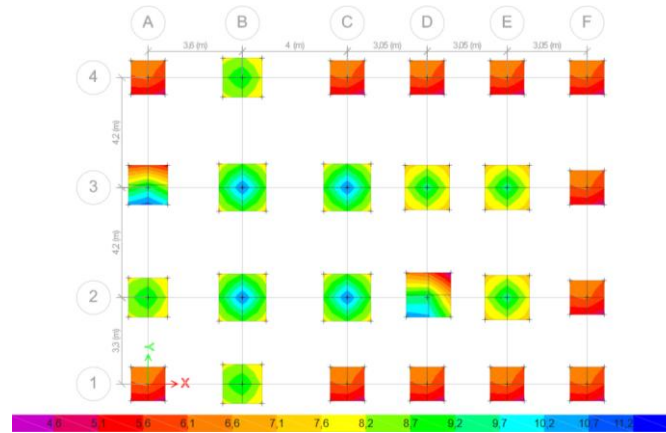 A B C D E F
3,6 (m) 4 (m) 3,05 (m) 3,05 (m) 3,05 (m)
4
4,2 (m)
3
4,2 (m)
2
3,3 (m)
Y
1
X
4,6 5,1 5,6 6,1 6,6 7,1 7,6 8,2 8,7 9,2 9,7 10,2 10,7 11,2